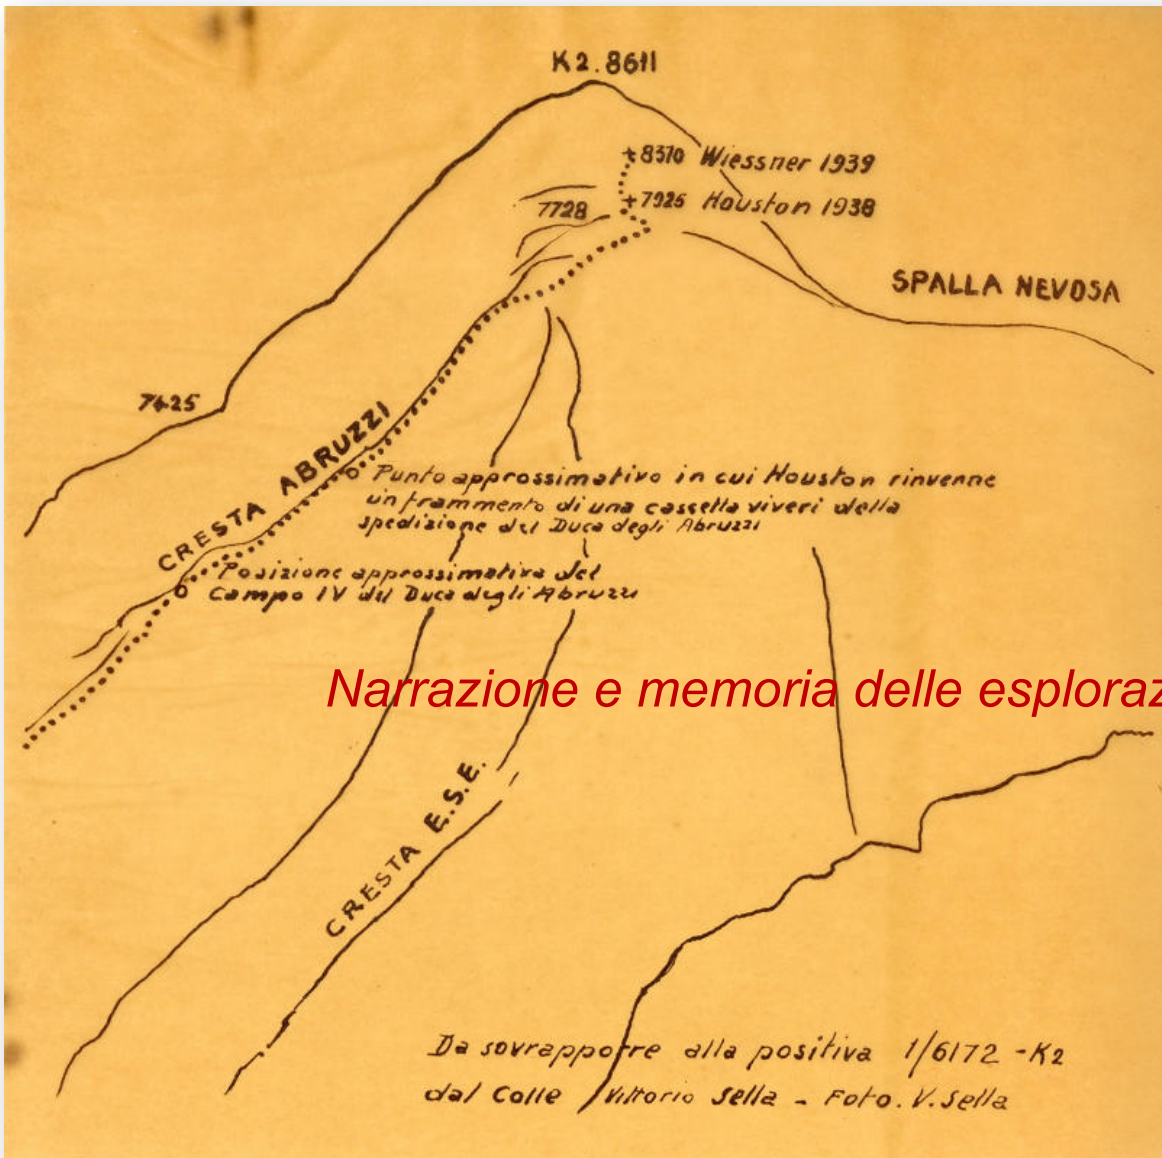 K2.8611
+8370 Wiessner 1939
+7925 Houston 1938
7728
SPALLA NEVOSA
7425
CRESTA ABRUZZI
Punto approssimativo in cui Houston rinvenne
un frammento di una cassetta viveri della
spedizione del Duca degli Abruzzi
Posizione approssimativa del
Campo IV del Duca degli Abruzzi
Narrazione e memoria delle esploraz
CRESTA E.S.E.
Da sovrapporre alla positiva 1/6172 - K2
dal Colle Vittorio Sella - Foto. V. Sella